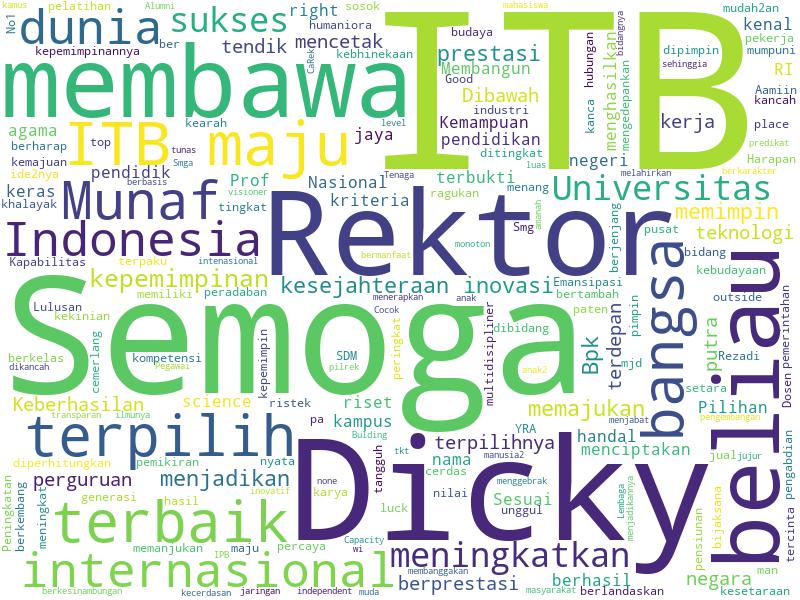 kamus
pelatihan
Alumni
sosok
mahasiswa
mudah2an
No1
dunia
sukses
right
humaniora
budaya
bidangnya
kenal
kepemimpinannya
ber
tendik
mencetak
ITB
pekerja
membawa
CaRek
kebhinekaan
prestasi
hubungan
menghasilkan
mengedepankan
dipimpin
mumpuni
sehinggia
RI
Membangun
Good
Dibawah
industri
Aamiin
kancah
agama
kearah
level
jaya
Kemampuan
kanca
kerja
place
berharap
ITB
maju
pendidikan
predikat
kemajuan
top
tunas
ditingkat
negeri
Harapan
ide2nya
Smga
luas
melahirkan
berkarakter
pendidik
berbasis
Prof
Tenaga
terbukti
keras
visioner
Nasional
ragukan
menang
Universitas
khalayak
Munaf
tingkat
kriteria
Rektor
Smg
amanah
berjenjang
memimpin
Indonesia
pusat
teknologi
monoton
bidang
Kapabilitas
terpaku
intenasional
bermanfaat
kebudayaan
kepemimpinan
kesejahteraan
inovasi
Emansipasi
bangsa
beliau
memiliki
peradaban
menerapkan
anak
bertambah
outside
Lulusan
Semoga
Cocok
paten
pimpin
kekinian
multidisipliner
dibidang
terdepan
putra
Rezadi
pemerintahan
cemerlang
kepemimpin
peringkat
berkelas
kompetensi
SDM
Bpk
mjd
dikancah
Pegawai
pilrek
anak2
setara
Keberhasilan
science
riset
memajukan
menjabat
Pilihan
Dosen
transparan
ilmunya
ristek
pa
kampus
YRA
handal
pengembangan
terpilih
Bulding
terpilihnya
menciptakan
jual
jujur
diperhitungkan
pemikiran
nyata
tkt
manusia2
pengabdian
perguruan
menjadikan
Dicky
tangguh
nama
cerdas
menggebrak
Peningkatan
generasi
hasil
inovatif
none
karya
nilai
Sesuai
Lembaga
menjadikannya
bijaksana
berkembang
meningkat
terbaik
luck
unggul
pensiunan
tercinta
memanjukan
IPB
maju
percaya
Capacity
wi
meningkatkan
man
internasional
membanggakan
berhasil
negara
berkesinambungan
kecerdasan
jaringan
independent
muda
berprestasi
masyarakat
berlandaskan
kesetaraan